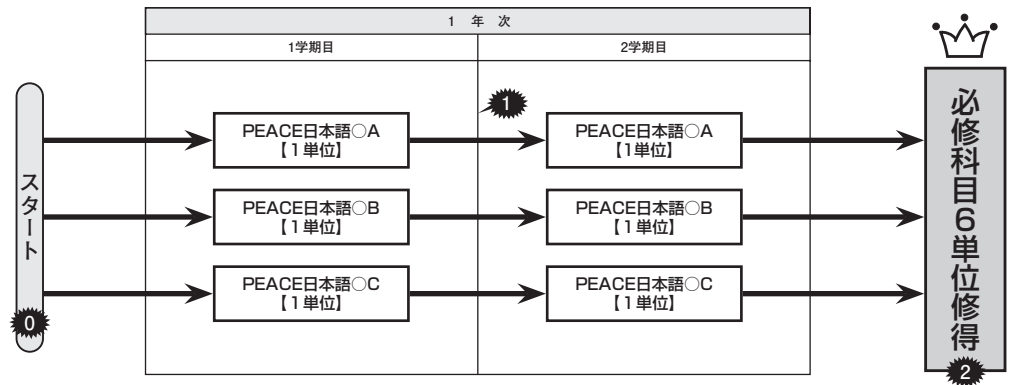 1 年 次
1学期目
2学期目
スタート
0
PEACE日本語○A
【1単位】
1
PEACE日本語○A
【1単位】
PEACE日本語○B
【1単位】
PEACE日本語○B
【1単位】
PEACE日本語○C
【1単位】
PEACE日本語○C
【1単位】
必修科目6単位修得
2